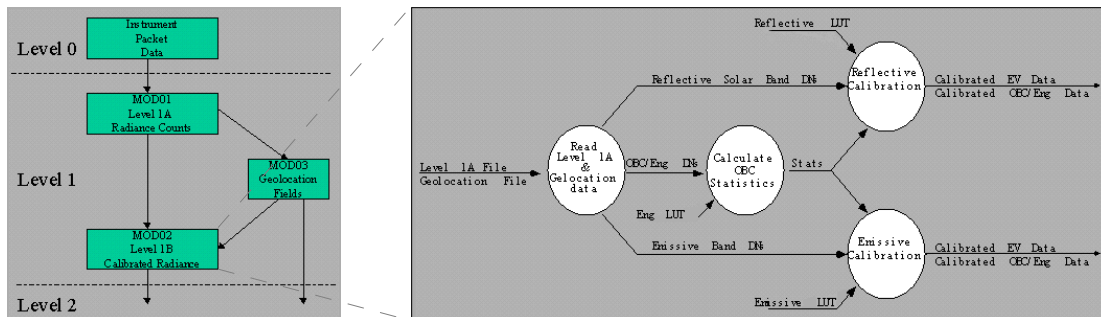 Instrument
Packet
Data
Level 0
MOD01
Level 1A
Radiance Counts
Level 1
MOD03
Geolocation
Fields
MOD02
Level 1B
Calibrated Radiance
Level 2
Reflective LUT
Reflective
Calibration
Reflective Solar Band DNs
Calibrated EV Data
Calibrated OBC/Eng Data
Level 1A File
Geolocation File
Read
Level 1A
&
Gelocation
data
OBC/Eng DNs
Calculate
OBC
Statistics
Stats
Eng LUT
Emissive Band DNs
Emissive
Calibration
Calibrated EV Data
Calibrated OBC/Eng Data
Emissive LUT